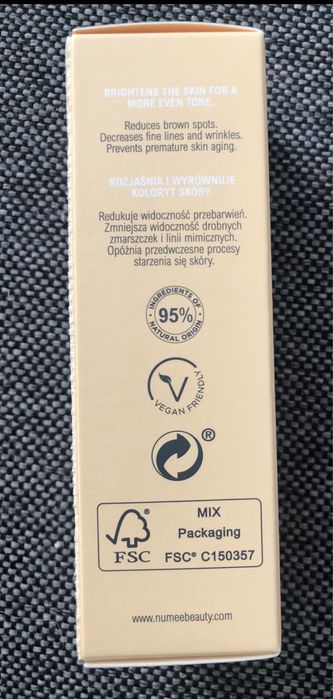 BRIGHTENS THE SKIN FOR A
MORE EVEN TONE.
Reduces brown spots.
Decreases fine lines and wrinkles.
Prevents premature skin aging.
ROZJAŚNIA I WYRÓWNUJE
KOLORYT SKÓRY.
Redukuje widoczność przebarwień.
Zmniejsza widoczność drobnych
zmarszczek i linii mimicznych.
Opóźnia przedwczesne procesy
starzenia się skóry.
INGREDIENTS OF
95%
NATURAL ORIGIN
V
VEGAN FRIENDLY
®
MIX
Packaging
FSC FSC® C150357
www.numeebeauty.com